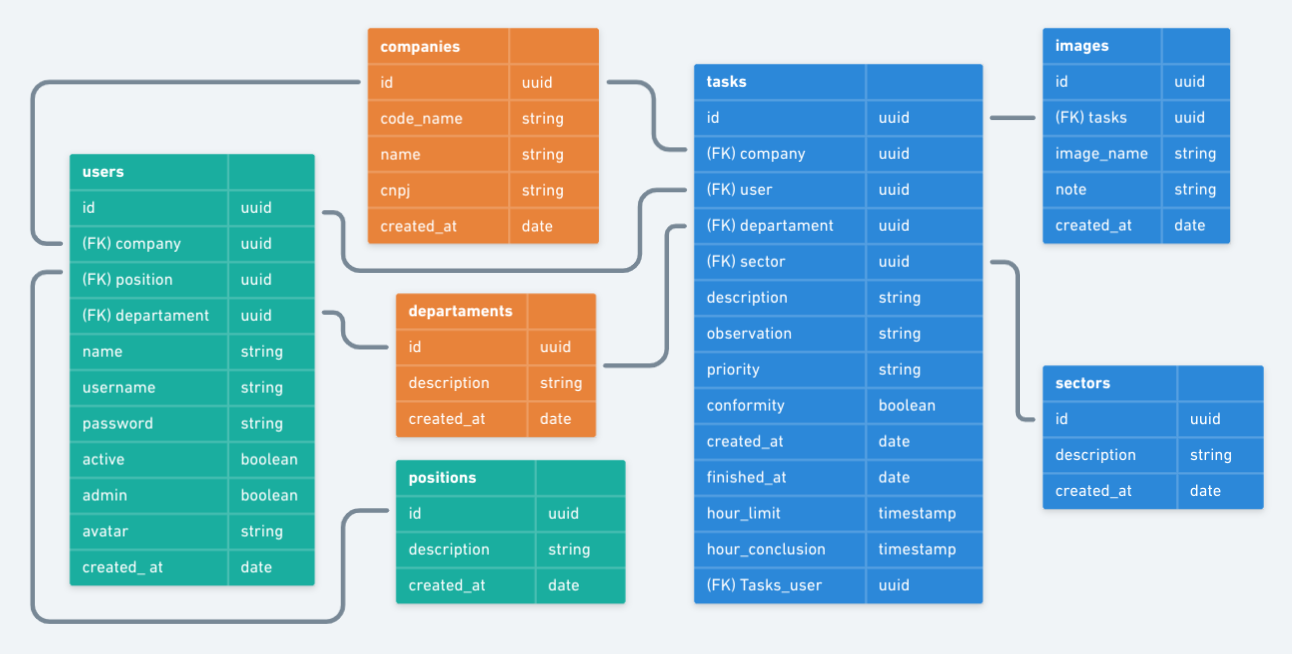 companies
id uuid
code_name string
name string
cnpj string
created_at date
users
id uuid
(FK) company uuid
(FK) position uuid
(FK) departament uuid
name string
username string
password string
active boolean
admin boolean
avatar string
created_ at date
departaments
id uuid
description string
created_at date
positions
id uuid
description string
created_at date
tasks
id uuid
(FK) company uuid
(FK) user uuid
(FK) departament uuid
(FK) sector uuid
description string
observation string
priority string
conformity boolean
created_at date
finished_at date
hour_limit timestamp
hour_conclusion timestamp
(FK) Tasks_user uuid
images
id uuid
(FK) tasks uuid
image_name string
note string
created_at date
sectors
id uuid
description string
created_at date